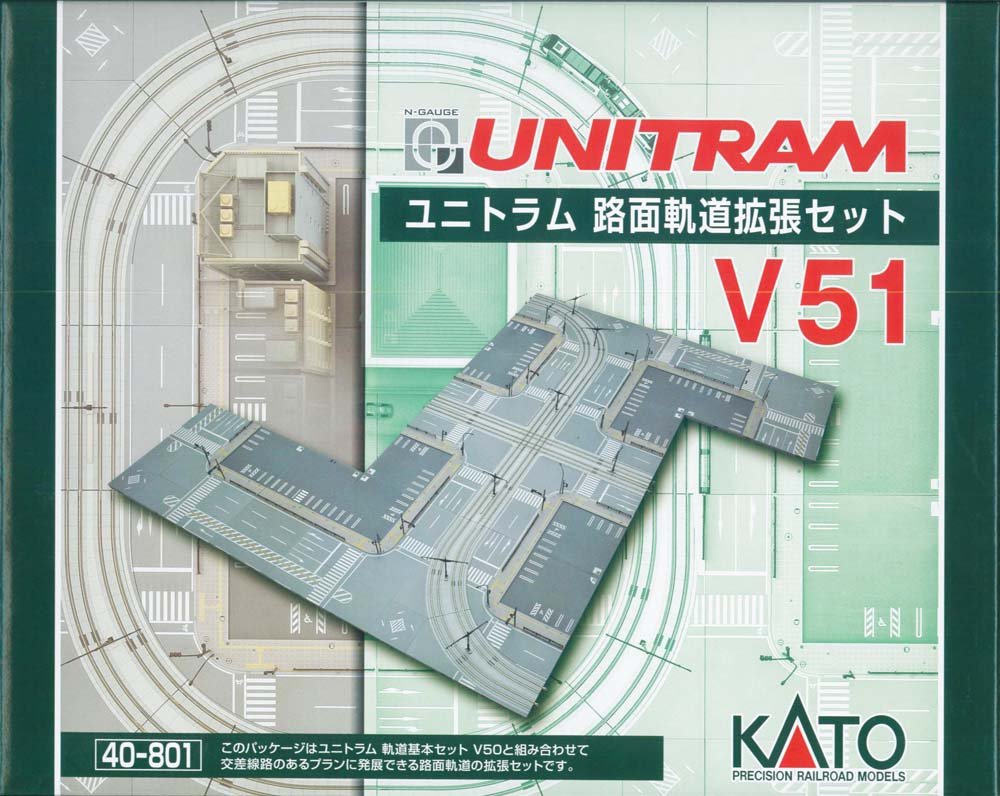 N-GAUGE
UNITRAM
ユニトラム 路面軌道拡張セット
V51
40-801
このパッケージはユニトラム 軌道基本セット V50と組み合わせて
交差線路のあるプランに発展できる路面軌道の拡張セットです。
KATO
PRECISION RAILROAD MODELS